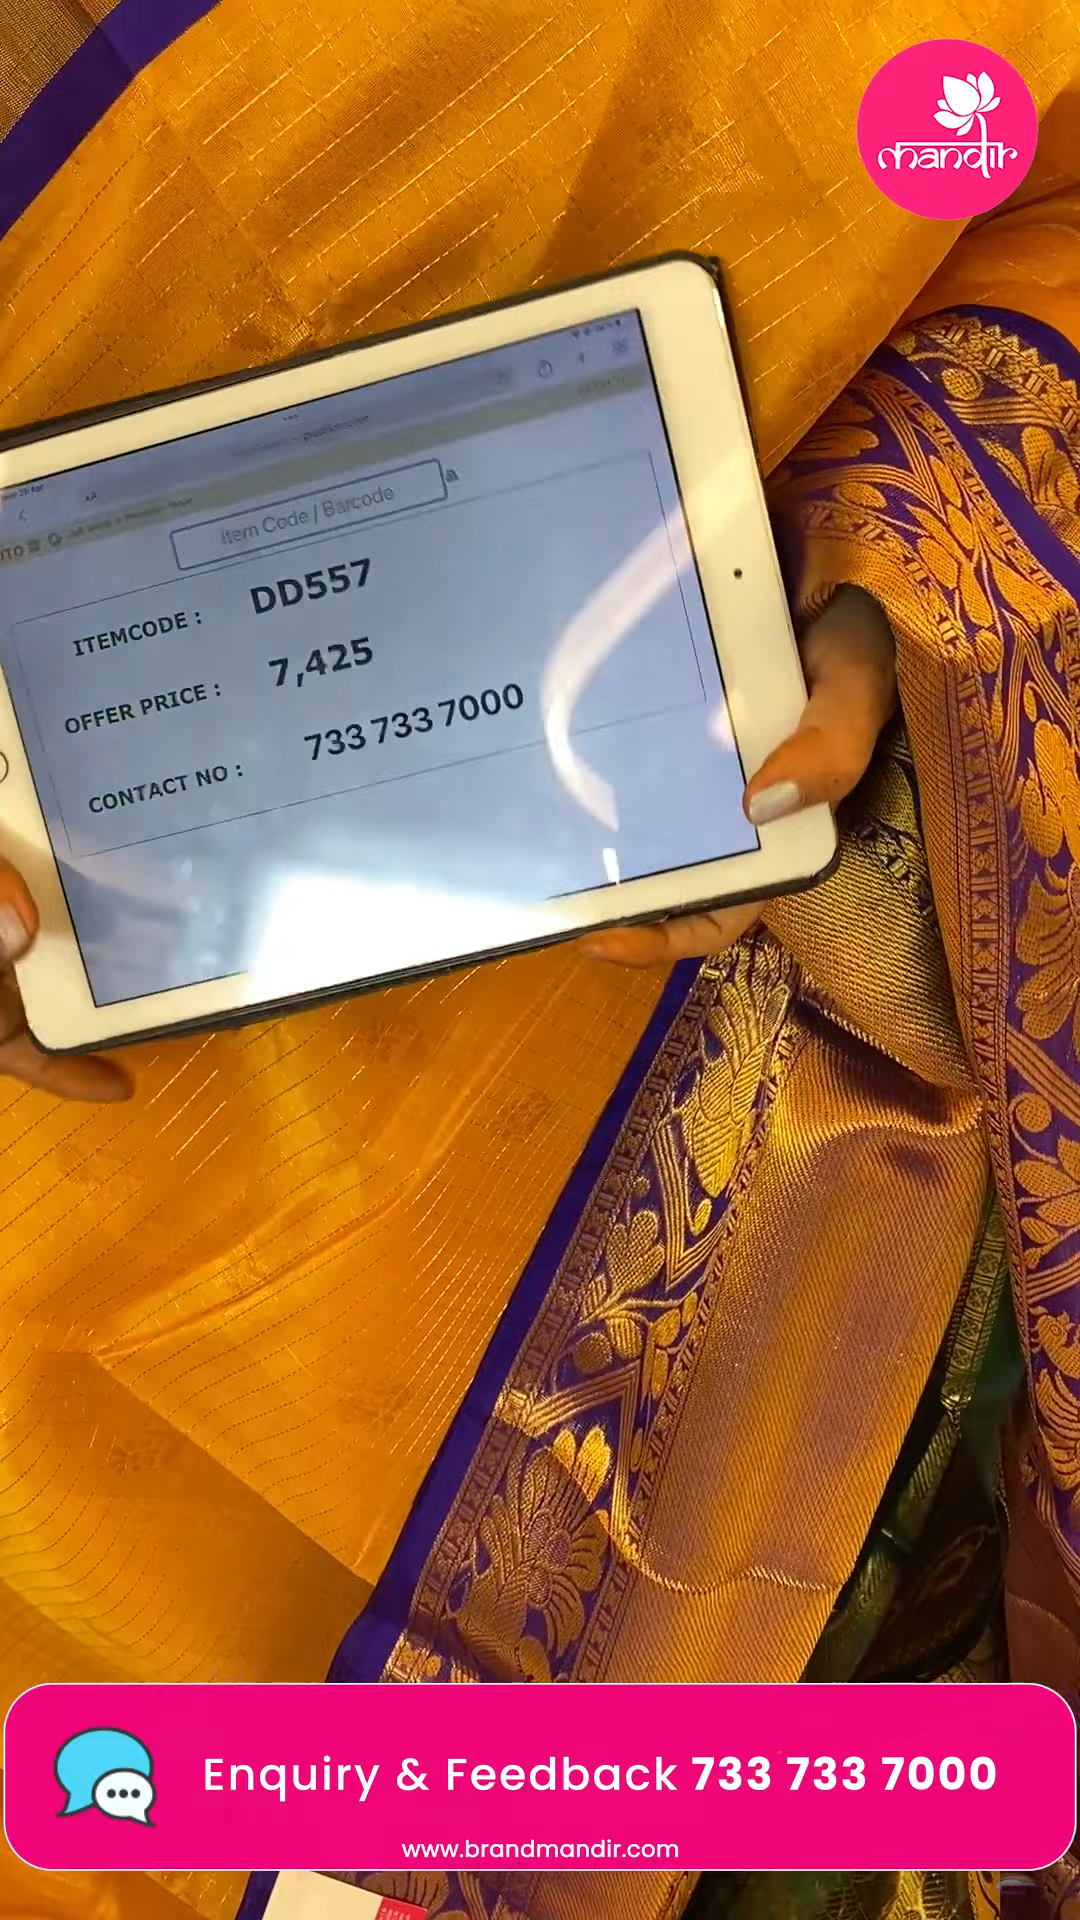 mandir
Item Code / Barcode
ITEMCODE : DD557
OFFER PRICE : 7,425
CONTACT NO : 733 733 7000
Enquiry & Feedback 733 733 7000
www.brandmandir.com